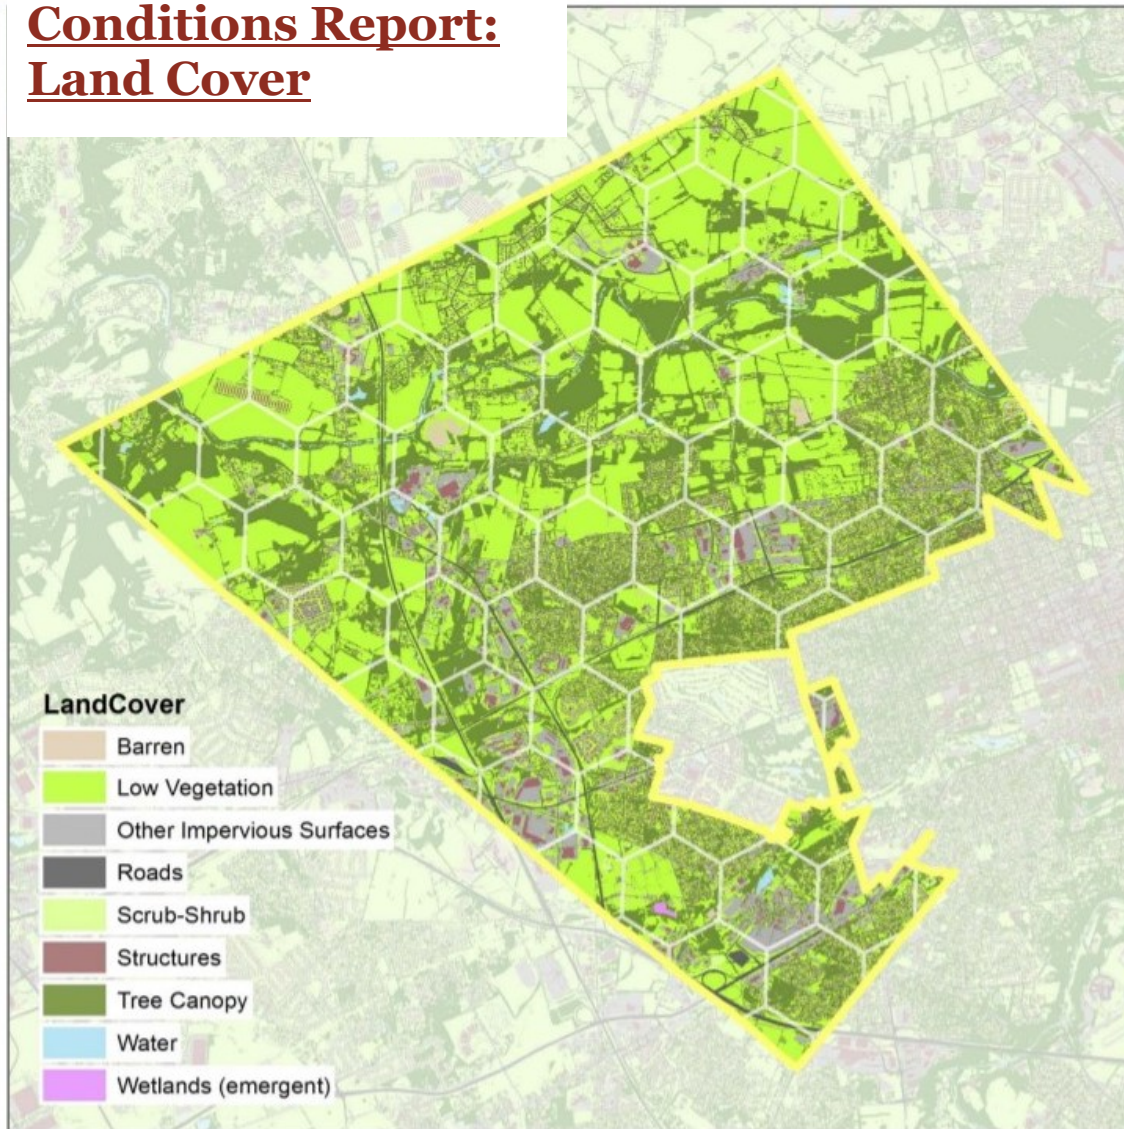 Conditions Report:
Land Cover
LandCover
Barren
Low Vegetation
Other Impervious Surfaces
Roads
Scrub-Shrub
Structures
Tree Canopy
Water
Wetlands (emergent)